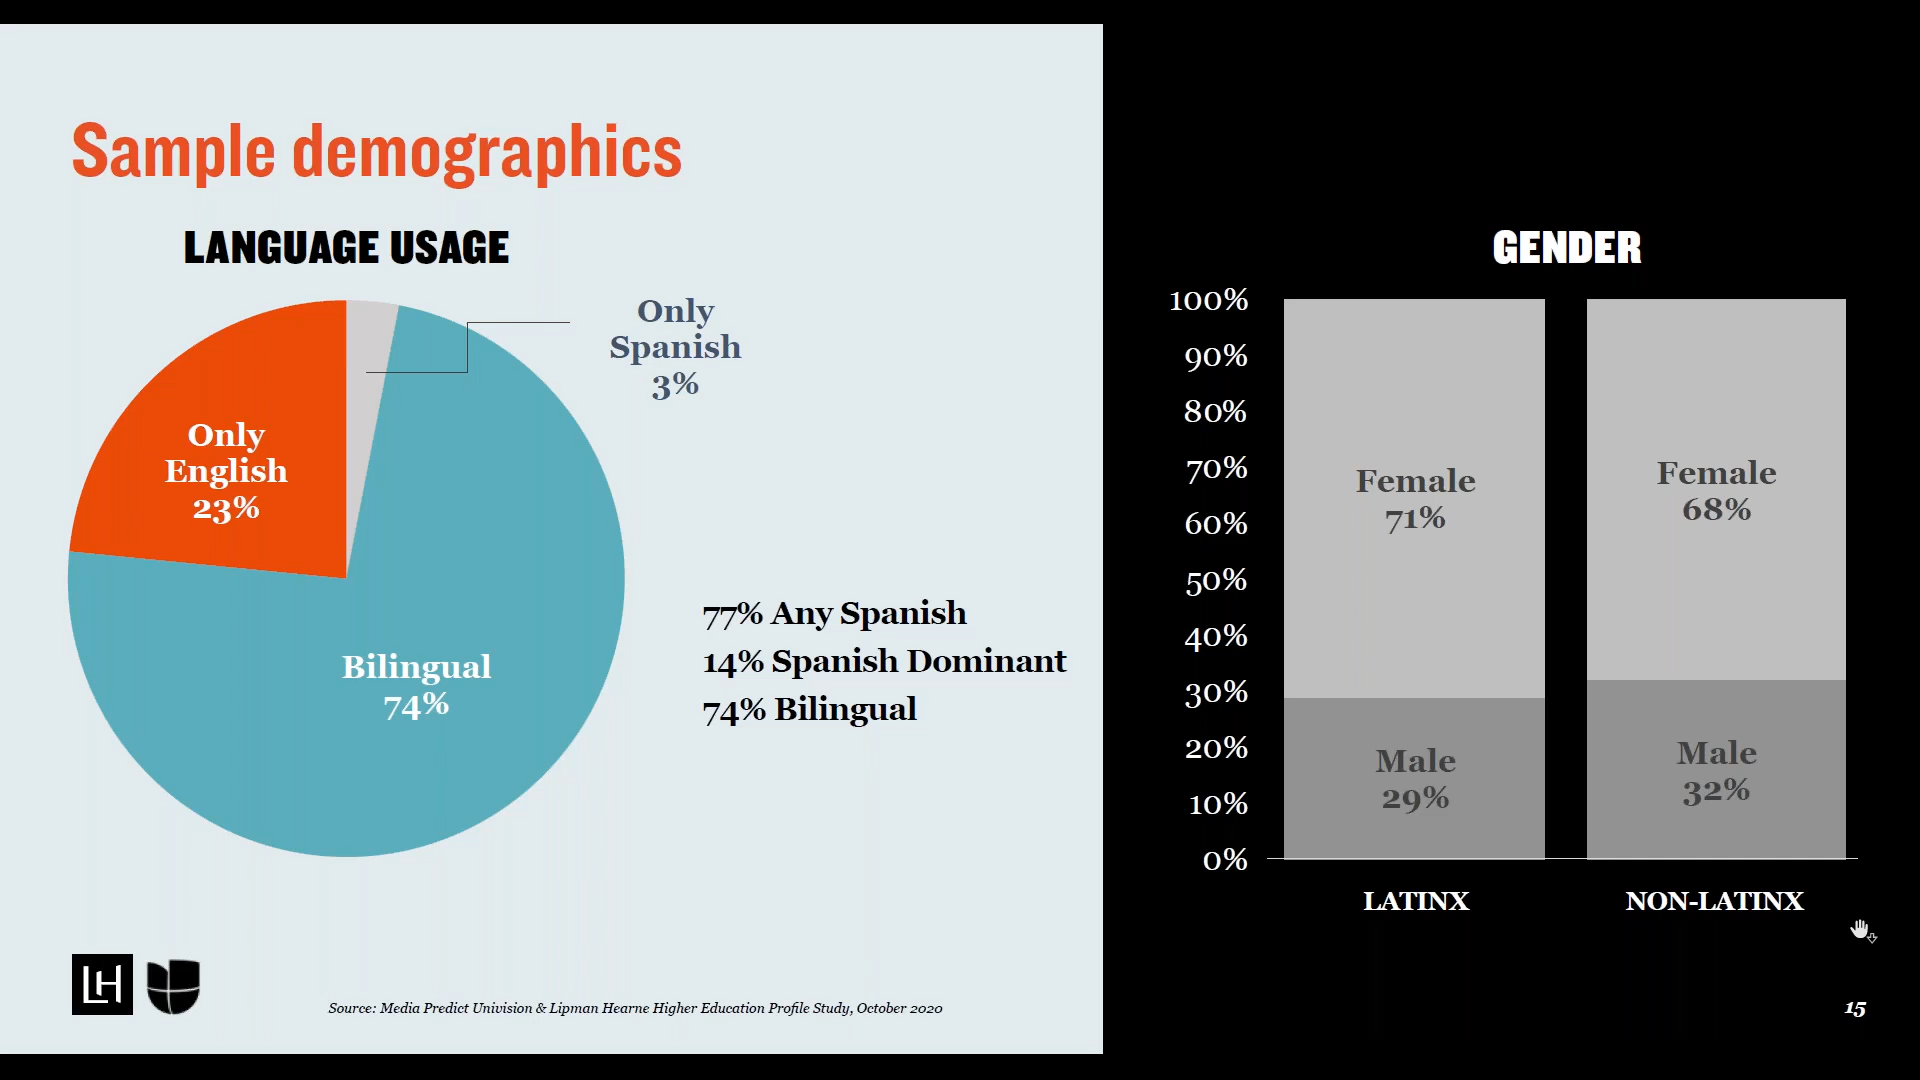 Sample demographics
LANGUAGE USAGE
Only
Spanish
3%
Only
English
23%
Bilingual
74%
77% Any Spanish
14% Spanish Dominant
74% Bilingual
LH
Source: Media Predict Univision & Lipman Hearne Higher Education Profile Study, October 2020
GENDER
100%
90%
80%
70%
60%
50%
40%
30%
20%
10%
0%
Female
71%
Male
29%
Female
68%
Male
32%
LATINX
NON-LATINX
15